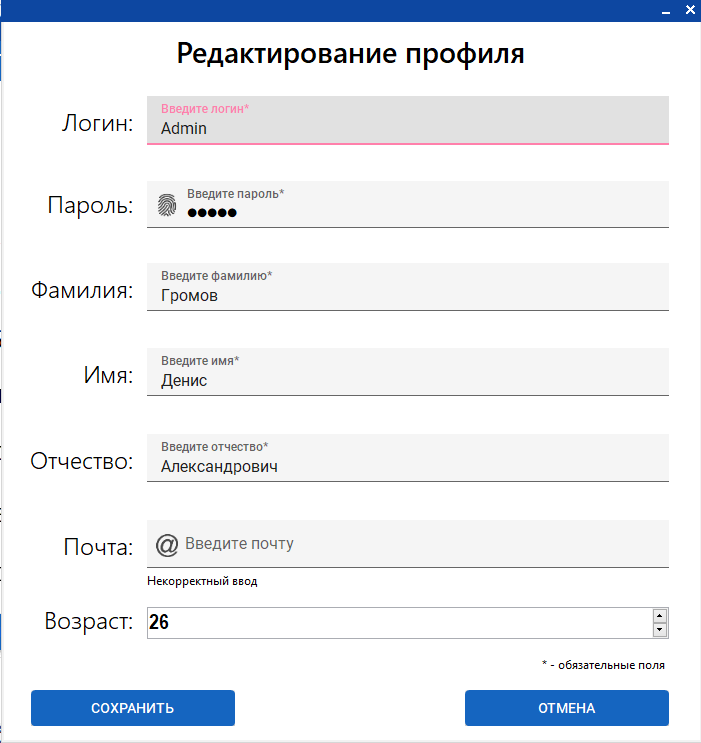 Редактирование профиля
Логин:
Введите логин*
Admin
Пароль:
Введите пароль*
●●●●●
Фамилия:
Введите фамилию*
Громов
Имя:
Введите имя*
Денис
Отчество:
Введите отчество*
Александрович
Почта:
@ Введите почту
Некорректный ввод
Возраст:
26
* - обязательные поля
СОХРАНИТЬ
ОТМЕНА